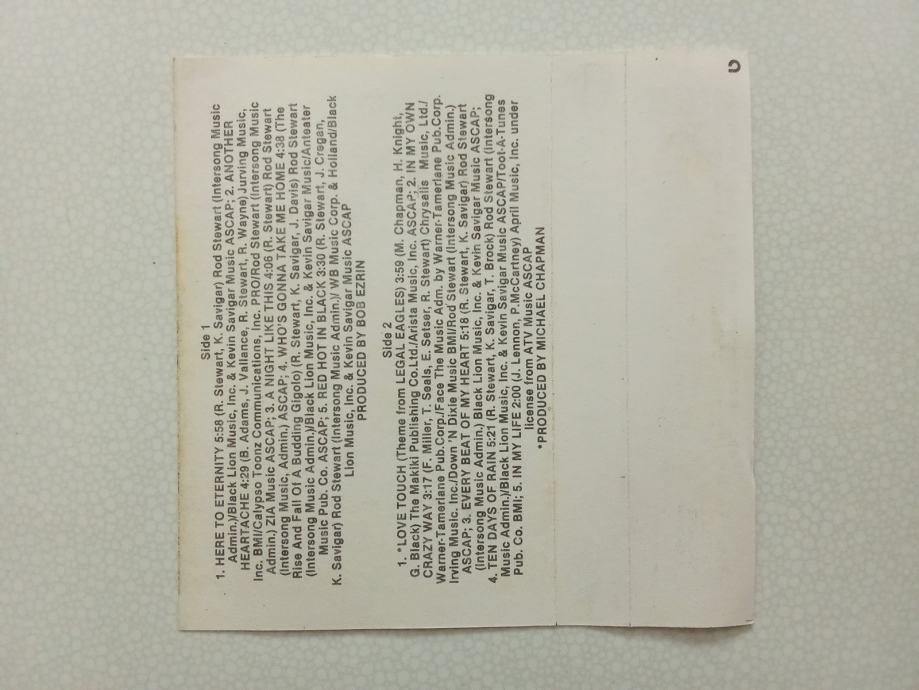 Side 1
1. HERE TO ETERNITY 5:58 (R. Stewart, K. Savigar) Rod Stewart (Intersong Music
Admin.)/Black Lion Music, Inc. & Kevin Savigar Music ASCAP; 2. ANOTHER
HEARTACHE 4:29 (B. Adams, J. Vallance, R. Stewart, R. Wayne) Jurving Music,
Inc. BMI/Calypso Toonz Communications, Inc. PRO/Rod Stewart (Intersong Music
Admin.) ZIA Music ASCAP; 3. A NIGHT LIKE THIS 4:06 (R. Stewart) Rod Stewart
(Intersong Music, Admin.) ASCAP; 4. WHO'S GONNA TAKE ME HOME 4:38 (The
Rise And Fall Of A Budding Gigolo) (R. Stewart, K. Savigar, J. Davis) Rod Stewart
(Intersong Music Admin.)/Black Lion Music, Inc. & Kevin Savigar Music/Anteater
Music Pub. Co. ASCAP; 5. RED HOT IN BLACK 3:30 (R. Stewart, J. Cregan,
K. Savigar) Rod Stewart (Intersong Music Admin.)/ WB Music Corp. & Holland/Black
Lion Music, Inc. & Kevin Savigar Music ASCAP
PRODUCED BY BOB EZRIN
Side 2
1. *LOVE TOUCH (Theme from LEGAL EAGLES) 3:59 (M. Chapman, H. Knight,
G. Black) The Makiki Publishing Co.Ltd./Arista Music, Inc. ASCAP; 2. IN MY OWN
CRAZY WAY 3:17 (F. Miller, T. Seals, E. Setser, R. Stewart) Chrysalis Music, Ltd./
Warner-Tamerlane Pub.Corp./Face The Music Adm. by Warner-Tamerlane Pub.Corp.
Irving Music. Inc./Down 'N Dixie Music BMI/Rod Stewart (Intersong Music Admin.)
ASCAP; 3. EVERY BEAT OF MY HEART 5:18 (R. Stewart, K. Savigar) Rod Stewart
(Intersong Music Admin.) Black Lion Music, Inc. & Kevin Savigar Music ASCAP;
4. TEN DAYS OF RAIN 5:21 (R. Stewart, K. Savigar, T. Brock) Rod Stewart (Intersong
Music Admin.)/Black Lion Music, Inc. & Kevin Savigar Music ASCAP/Toot-A-Tunes
Pub. Co. BMI; 5. IN MY LIFE 2:00 (J. Lennon, P.McCartney) April Music, Inc. under
license from ATV Music ASCAP
*PRODUCED BY MICHAEL CHAPMAN